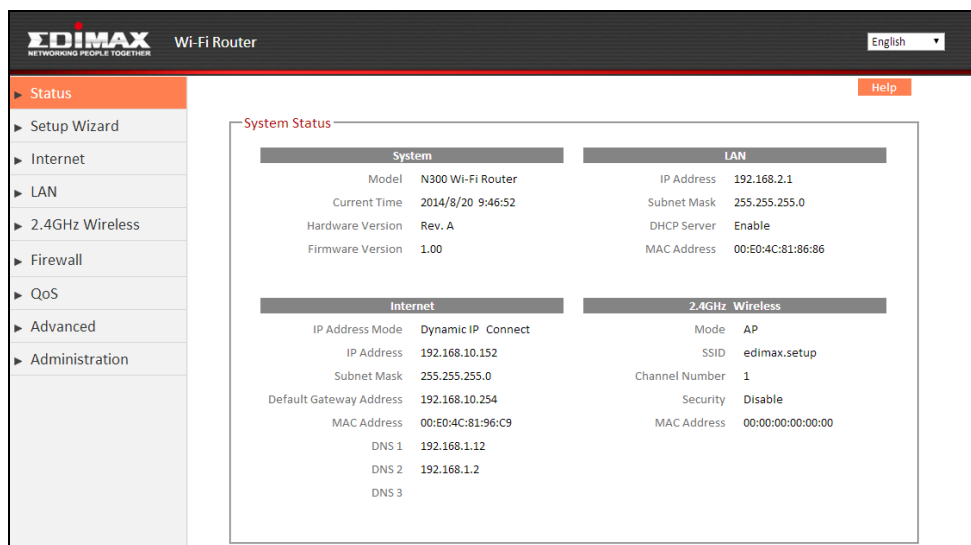 EDIMAX
NETWORKING PEOPLE TOGETHER
Wi-Fi Router
English
Status
Setup Wizard
Internet
LAN
2.4GHz Wireless
Firewall
QoS
Advanced
Administration
Help
System Status
System
Model N300 Wi-Fi Router
Current Time 2014/8/20 9:46:52
Hardware Version Rev. A
Firmware Version 1.00
LAN
IP Address 192.168.2.1
Subnet Mask 255.255.255.0
DHCP Server Enable
MAC Address 00:E0:4C:81:86:86
Internet
IP Address Mode Dynamic IP Connect
IP Address 192.168.10.152
Subnet Mask 255.255.255.0
Default Gateway Address 192.168.10.254
MAC Address 00:E0:4C:81:96:C9
DNS 1 192.168.1.12
DNS 2 192.168.1.2
DNS 3
2.4GHz Wireless
Mode AP
SSID edimax.setup
Channel Number 1
Security Disable
MAC Address 00:00:00:00:00:00